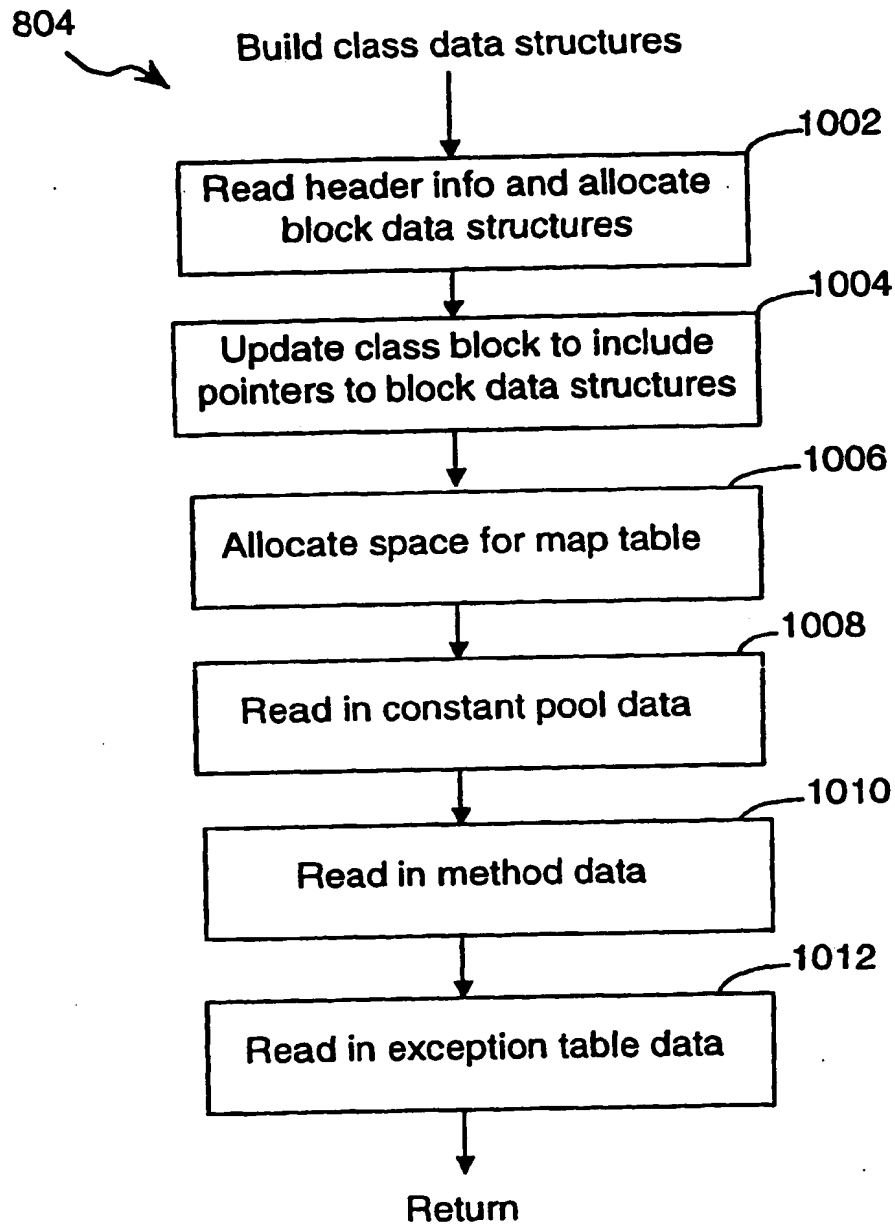 804
Build class data structures
1002
Read header info and allocate
block data structures
1004
Update class block to include
pointers to block data structures
1006
Allocate space for map table
1008
Read in constant pool data
1010
Read in method data
1012
Read in exception table data
Return